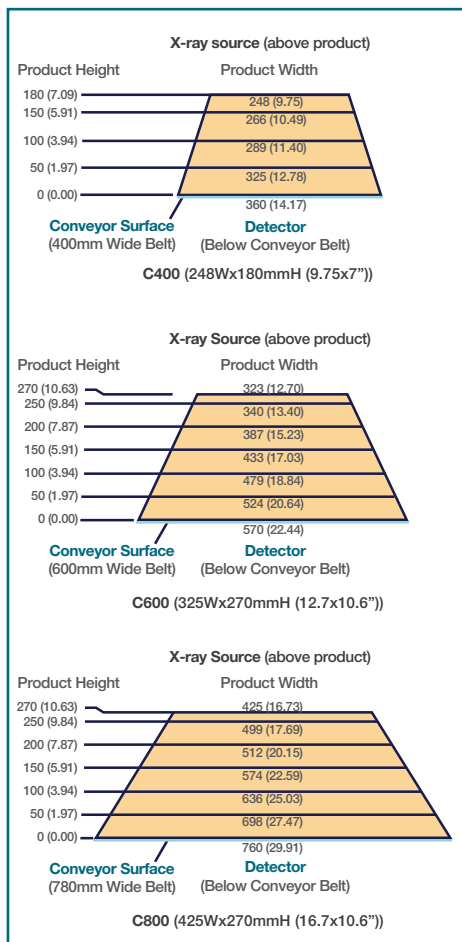 X-ray source (above product)
Product Height Product Width
180 (7.09)
248 (9.75)
150 (5.91)
266 (10.49)
100 (3.94)
289 (11.40)
50 (1.97)
325 (12.78)
0 (0.00)
360 (14.17)
Conveyor Surface Detector
(400mm Wide Belt) (Below Conveyor Belt)
C400 (248Wx180mmH (9.75x7”))
X-ray Source (above product)
Product Height Product Width
270 (10.63) 323 (12.70)
250 (9.84)
340 (13.40)
200 (7.87)
387 (15.23)
150 (5.91)
433 (17.03)
100 (3.94)
479 (18.84)
50 (1.97)
524 (20.64)
0 (0.00)
570 (22.44)
Conveyor Surface Detector
(600mm Wide Belt) (Below Conveyor Belt)
C600 (325Wx270mmH (12.7x10.6”))
X-ray Source (above product)
Product Height Product Width
270 (10.63) 425 (16.73)
250 (9.84)
499 (17.69)
200 (7.87)
512 (20.15)
150 (5.91)
574 (22.59)
100 (3.94)
636 (25.03)
50 (1.97)
698 (27.47)
0 (0.00)
760 (29.91)
Conveyor Surface Detector
(780mm Wide Belt) (Below Conveyor Belt)
C800 (425Wx270mmH (16.7x10.6”))